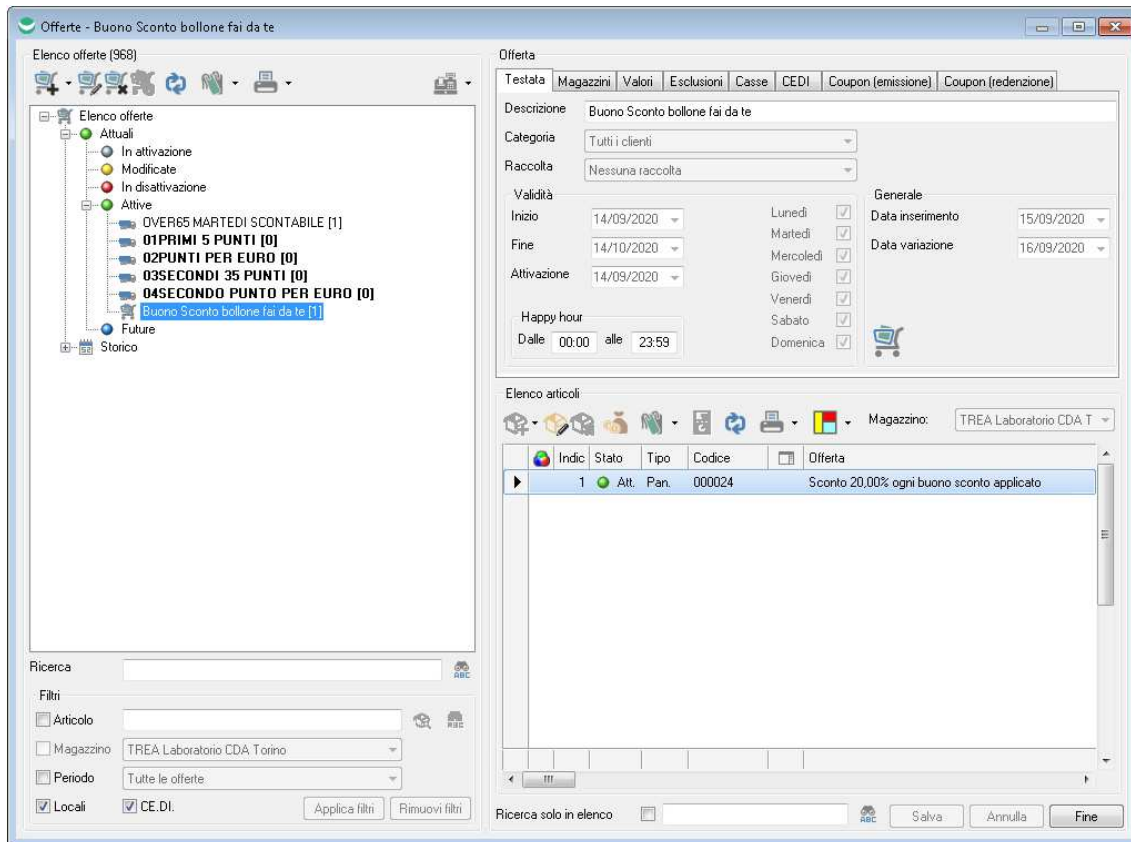 Offerte - Buono Sconto bollone fai da te
Elenco offerte (968)
Elenco offerte
Attuali
In attivazione
Modificate
In disattivazione
Attive
OVER65 MARTEDI SCONTABILE [1]
01PRIMI 5 PUNTI [0]
02PUNTI PER EURO [0]
03SECONDI 35 PUNTI [0]
04SECONDO PUNTO PER EURO [0]
Buono Sconto bollone fai da te [1]
Future
Storico
Ricerca
ABC
Filtri
Articolo
Magazzino TREA Laboratorio CDA Torino
Periodo Tutte le offerte
Locali CE.DI. Applica filtri Rimuovi filtri
Offerta
Testata Magazzini Valori Esclusioni Casse CEDI Coupon (emissione) Coupon (redenzione)
Descrizione Buono Sconto bollone fai da te
Categoria Tutti i clienti
Raccolta Nessuna raccolta
Validità
Inizio 14/09/2020
Fine 14/10/2020
Attivazione 14/09/2020
Happy hour
Dalle 00:00 alle 23:59
Lunedì
Martedì
Mercoledì
Giovedì
Venerdì
Sabato
Domenica
Generale
Data inserimento 15/09/2020
Data variazione 16/09/2020
Elenco articoli
Magazzino: TREA Laboratorio CDA T
Indic Stato Tipo Codice Offerta
1 Att. Pan. 000024 Sconto 20,00% ogni buono sconto applicato
Ricerca solo in elenco ABC Salva Annulla Fine